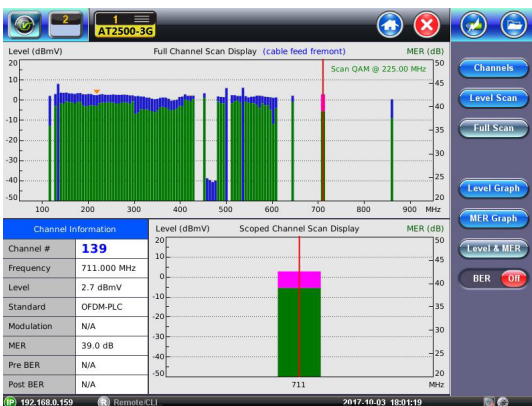 2
1
AT2500-3G
Level (dBmV)
Full Channel Scan Display (cable feed fremont)
MER (dB)
Scan QAM @ 225.00 MHz
20
10
0
-10
-20
-30
-40
-50
50
45
40
35
30
25
20
100 200 300 400 500 600 700 800 900 MHz
Channel Information
Channel # 139
Frequency 711.000 MHz
Level 2.7 dBmV
Standard OFDM-PLC
Modulation N/A
MER 39.0 dB
Pre BER N/A
Post BER N/A
Level (dBmV)
Scoped Channel Scan Display
MER (dB)
20
10
0
-10
-20
-30
-40
-50
50
45
40
35
30
25
20
711 MHz
Channels
Level Scan
Full Scan
Level Graph
MER Graph
Level & MER
BER Off
IP 192.168.0.159 R Remote/CLI 2017-10-03 18:01:19